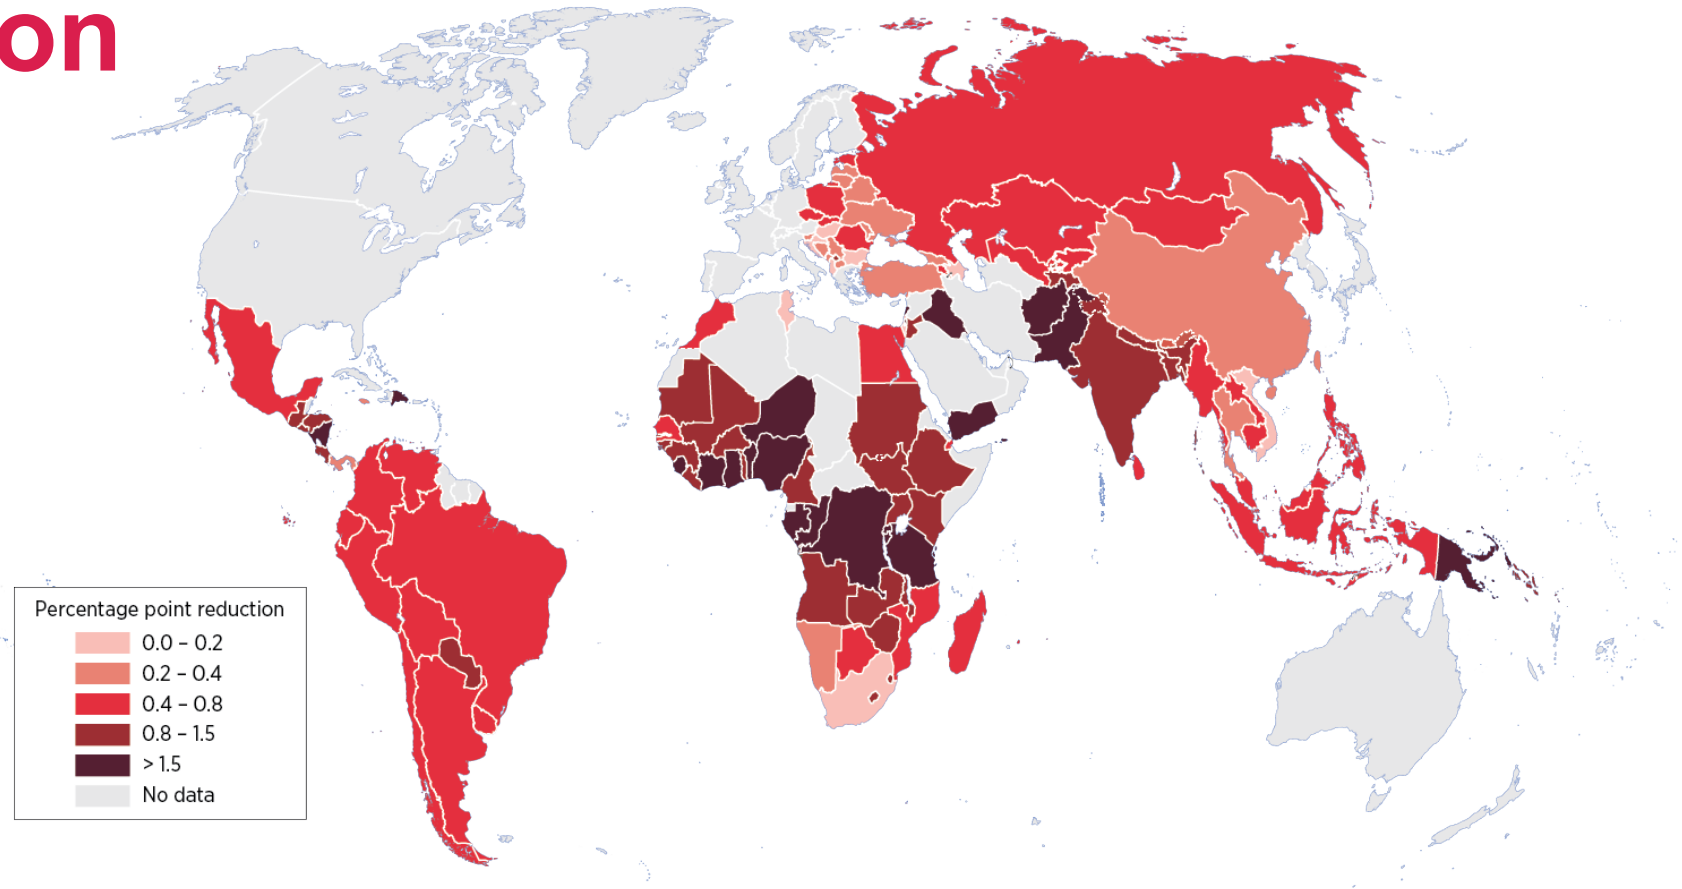 on
Percentage point reduction
0.0 – 0.2
0.2 – 0.4
0.4 – 0.8
0.8 – 1.5
> 1.5
No data